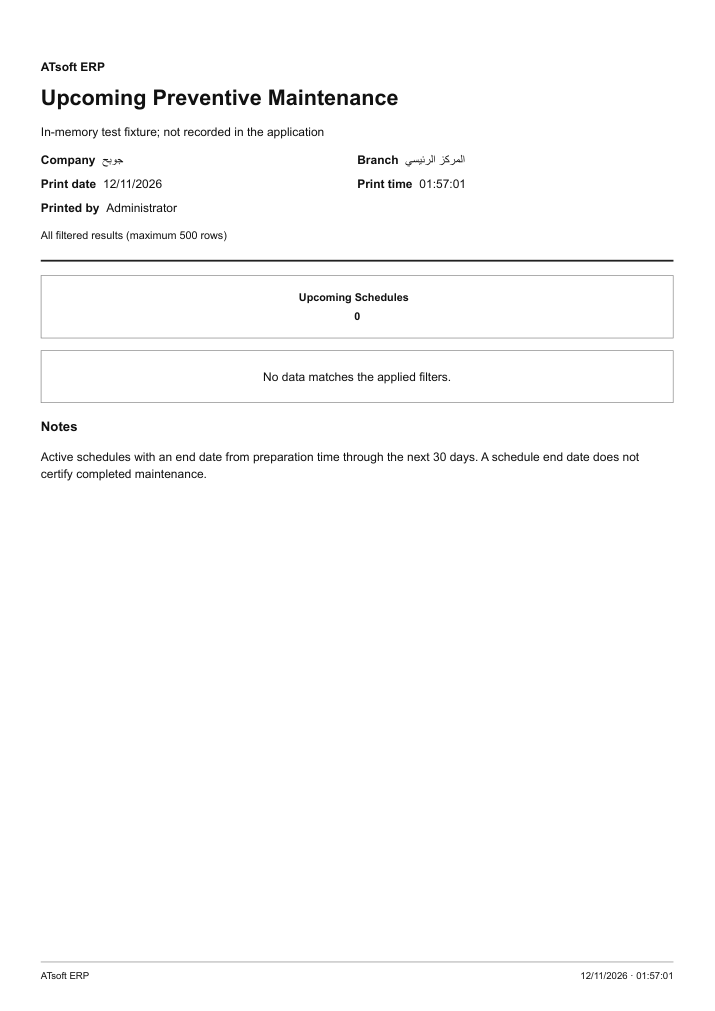 ATsoft ERP
Upcoming Preventive Maintenance
In-memory test fixture; not recorded in the application
Company جويح
Branch المركز الرئيسي
Print date 12/11/2026
Print time 01:57:01
Printed by Administrator
All filtered results (maximum 500 rows)
Upcoming Schedules
0
No data matches the applied filters.
Notes
Active schedules with an end date from preparation time through the next 30 days. A schedule end date does not
certify completed maintenance.
ATsoft ERP
12/11/2026 · 01:57:01